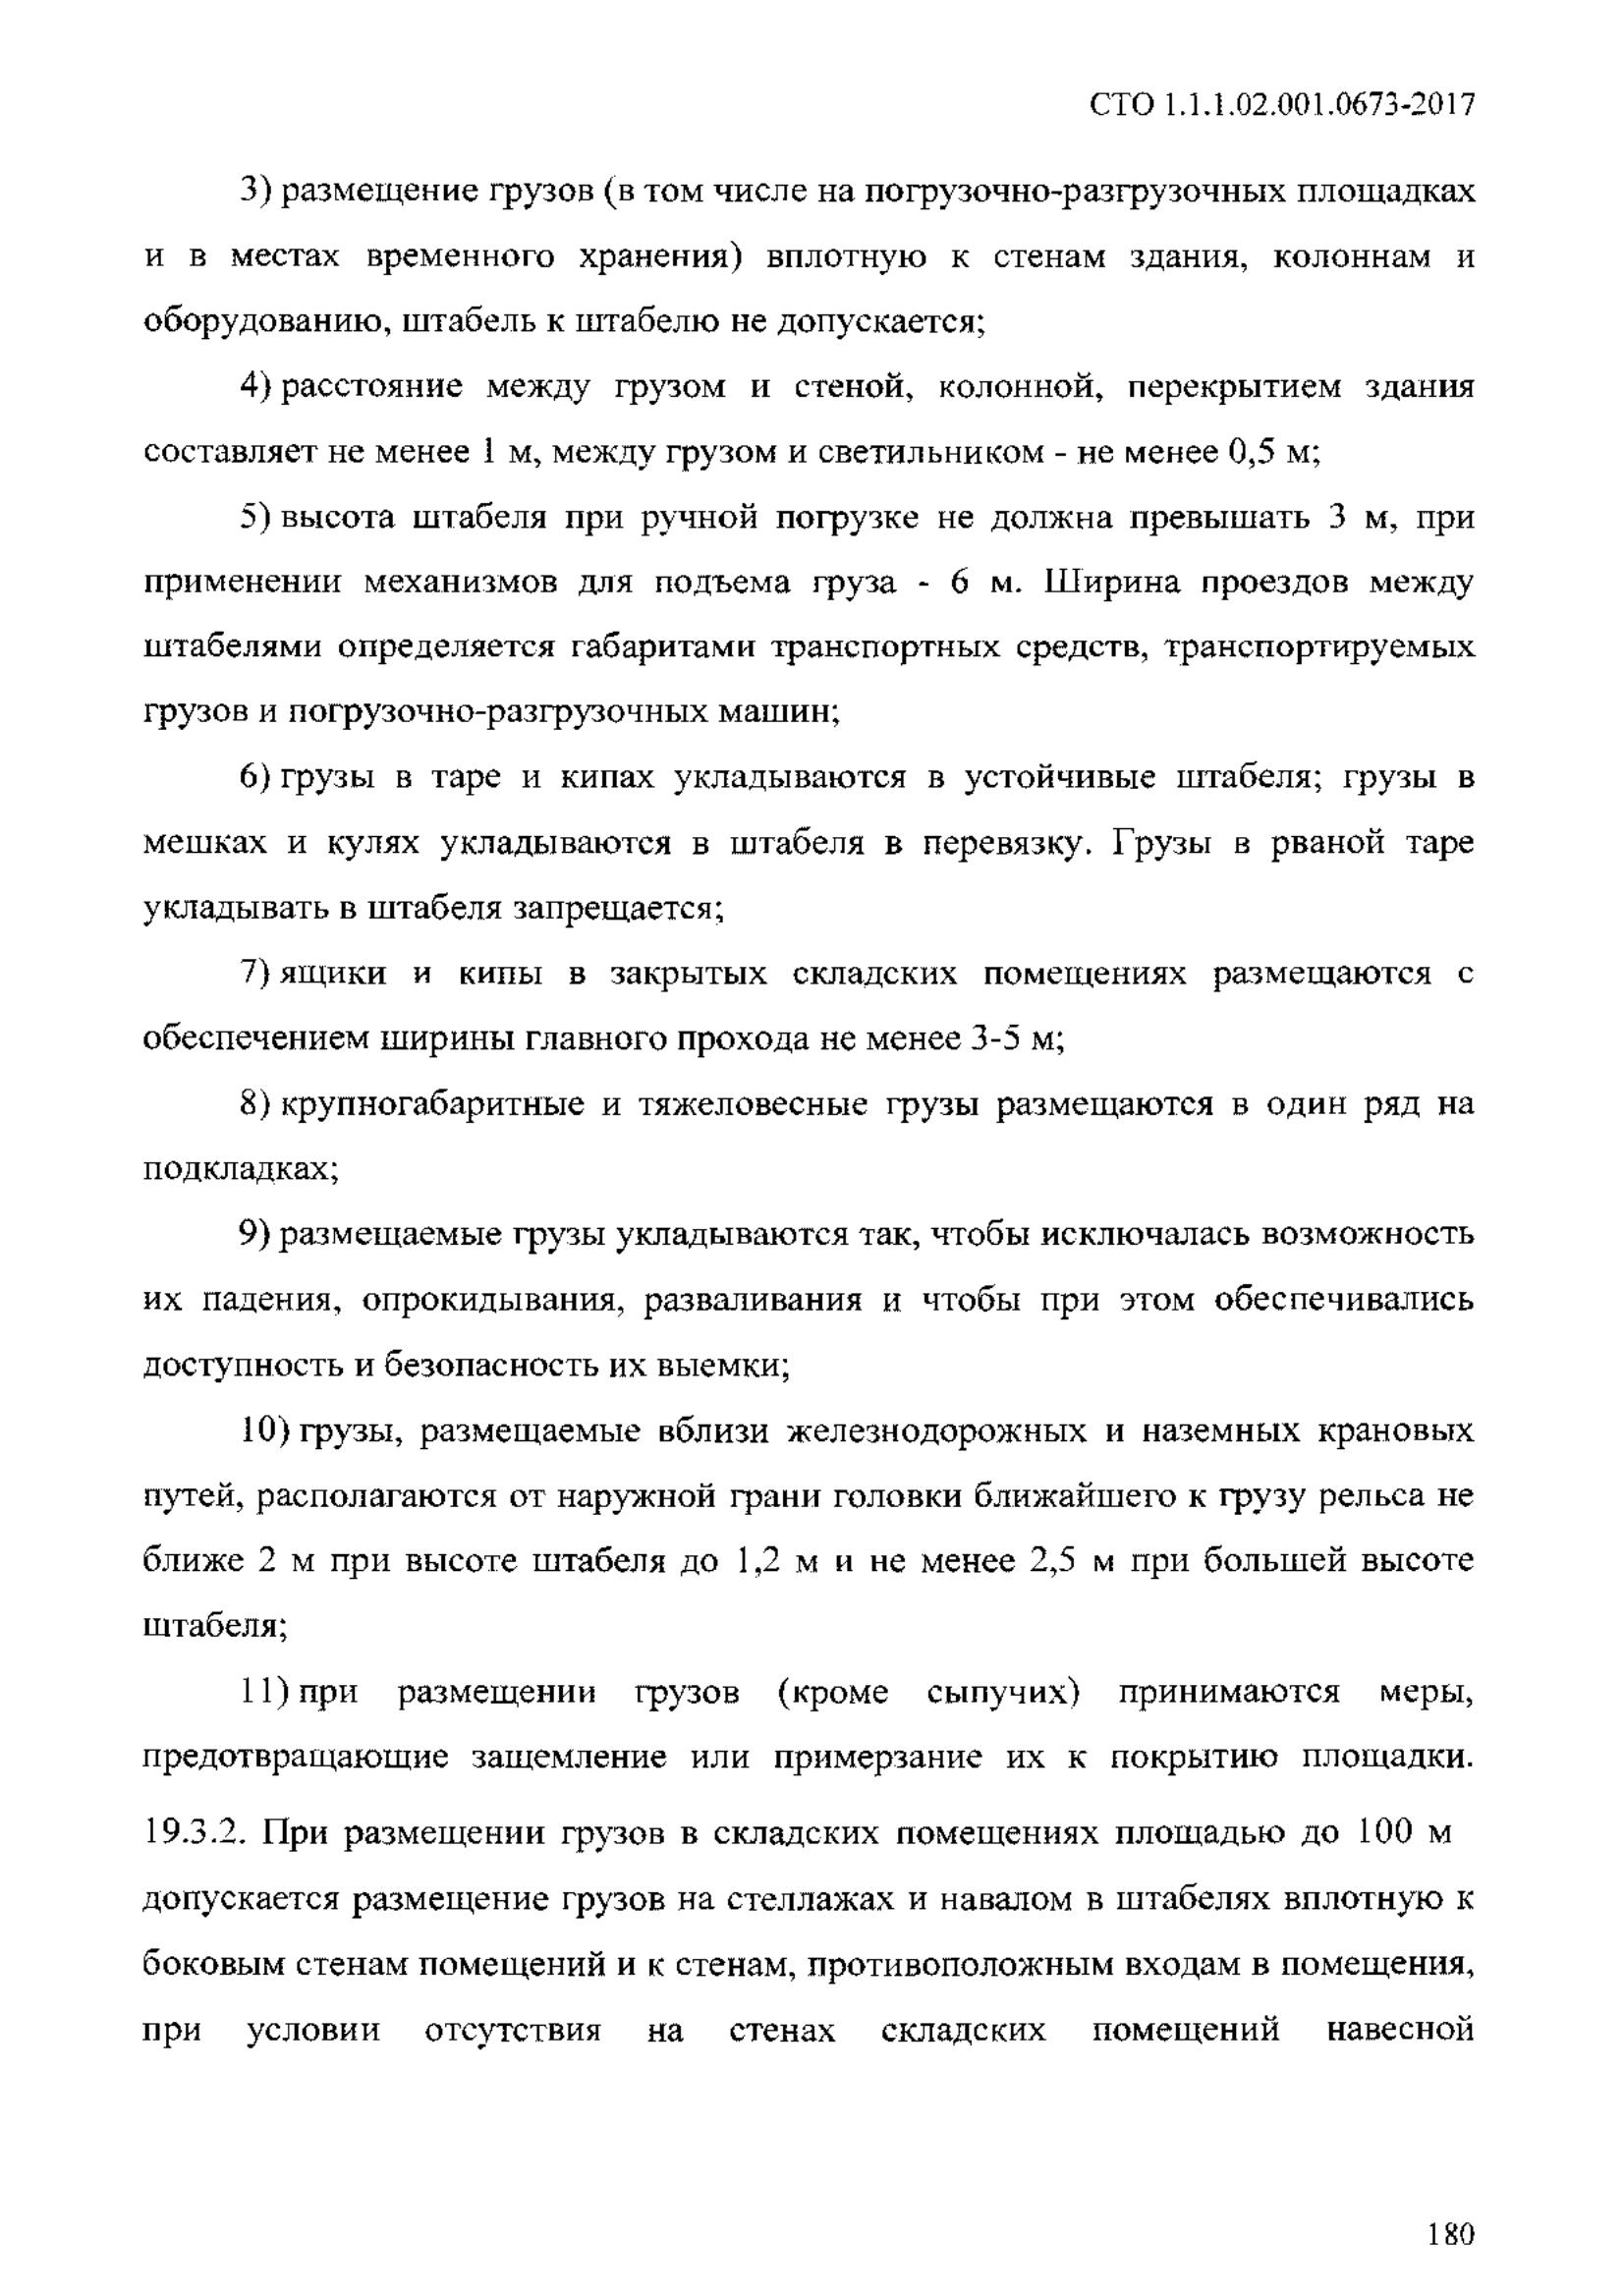 СТО 1.1.1.02.001.0673-2017
3) размещение грузов (в том числе на погрузочно-разгрузочных площадках
и в местах временного хранения) вплотную к стенам здания, колоннам и
оборудованию, штабель к штабелю не допускается;
4) расстояние между грузом и стеной, колонной, перекрытием здания
составляет не менее 1 м, между грузом и светильником - не менее 0,5 м;
5) высота штабеля при ручной погрузке не должна превышать 3 м, при
применении механизмов для подъема груза - 6 м. Ширина проездов между
штабелями определяется габаритами транспортных средств, транспортируемых
грузов и погрузочно-разгрузочных машин;
6) грузы в таре и кипах укладываются в устойчивые штабеля; грузы в
мешках и кулях укладываются в штабеля в перевязку. Грузы в рваной таре
укладывать в штабеля запрещается;
7) ящики и кипы в закрытых складских помещениях размещаются с
обеспечением ширины главного прохода не менее 3-5 м;
8) крупногабаритные и тяжеловесные грузы размещаются в один ряд на
подкладках;
9) размещаемые грузы укладываются так, чтобы исключалась возможность
их падения, опрокидывания, разваливания и чтобы при этом обеспечивались
доступность и безопасность их выемки;
10) грузы, размещаемые вблизи железнодорожных и наземных крановых
путей, располагаются от наружной грани головки ближайшего к грузу рельса не
ближе 2 м при высоте штабеля до 1,2 м и не менее 2,5 м при большей высоте
штабеля;
11) при размещении грузов (кроме сыпучих) принимаются меры,
предотвращающие защемление или примерзание их к покрытию площадки.
19.3.2. При размещении грузов в складских помещениях площадью до 100 м
допускается размещение грузов на стеллажах и навалом в штабелях вплотную к
боковым стенам помещений и к стенам, противоположным входам в помещения,
при условии отсутствия на стенах складских помещений навесной
180